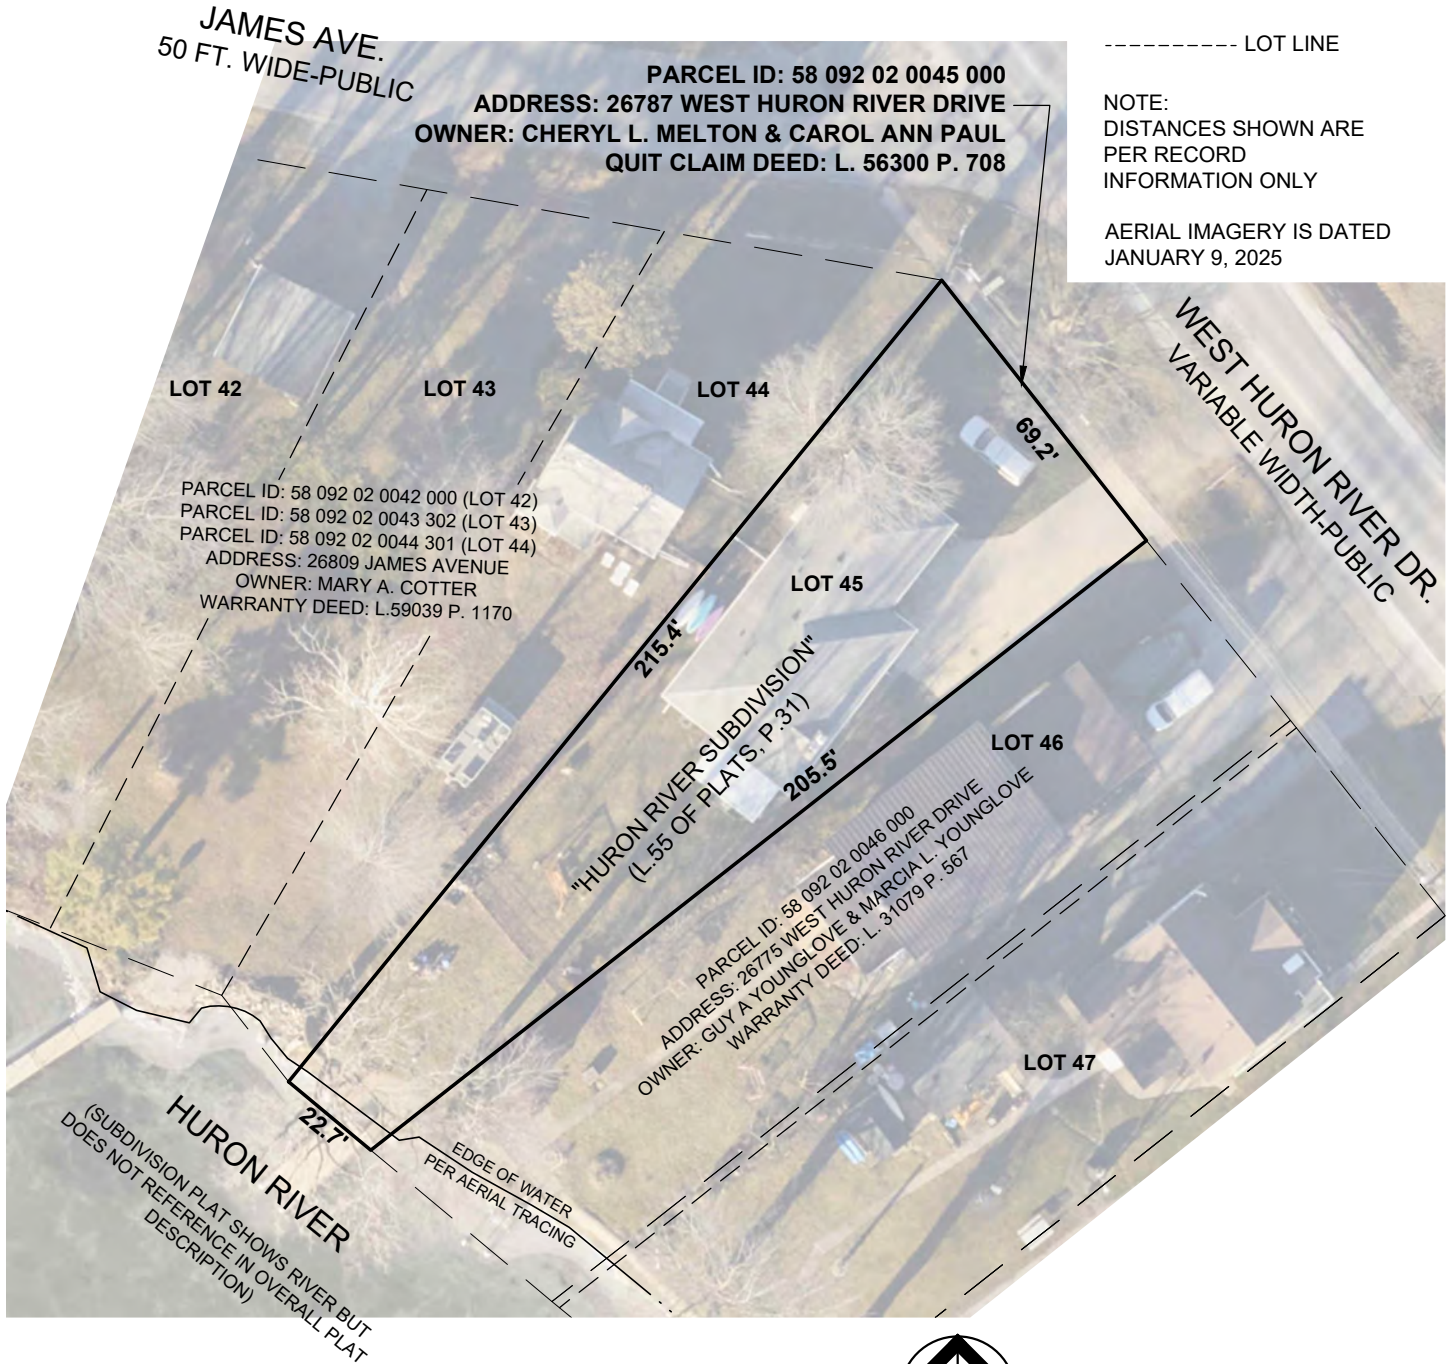 JAMES AVE.
50 FT. WIDE-PUBLIC
PARCEL ID: 58 092 02 0045 000
ADDRESS: 26787 WEST HURON RIVER DRIVE
OWNER: CHERYL L. MELTON & CAROL ANN PAUL
QUIT CLAIM DEED: L. 56300 P. 708
LOT LINE
NOTE:
DISTANCES SHOWN ARE
PER RECORD
INFORMATION ONLY
AERIAL IMAGERY IS DATED
JANUARY 9, 2025
WEST HURON RIVER DR.
VARIABLE WIDTH-PUBLIC
LOT 42
LOT 43
LOT 44
69.2'
PARCEL ID: 58 092 02 0042 000 (LOT 42)
PARCEL ID: 58 092 02 0043 302 (LOT 43)
PARCEL ID: 58 092 02 0044 301 (LOT 44)
ADDRESS: 26809 JAMES AVENUE
OWNER: MARY A. COTTER
WARRANTY DEED: L.59039 P. 1170
LOT 45
215.4'
"HURON RIVER SUBDIVISION"
(L.55 OF PLATS, P.31)
205.5'
LOT 46
PARCEL ID: 58 092 02 0046 000
ADDRESS: 26775 WEST HURON RIVER DRIVE
OWNER: GUY A YOUNGLOVE & MARCIA L. YOUNGLOVE
WARRANTY DEED: L. 31079 P. 567
LOT 47
22.7'
HURON RIVER
(SUBDIVISION PLAT SHOWS RIVER BUT
DOES NOT REFERENCE IN OVERALL PLAT
DESCRIPTION)
EDGE OF WATER
PER AERIAL TRACING